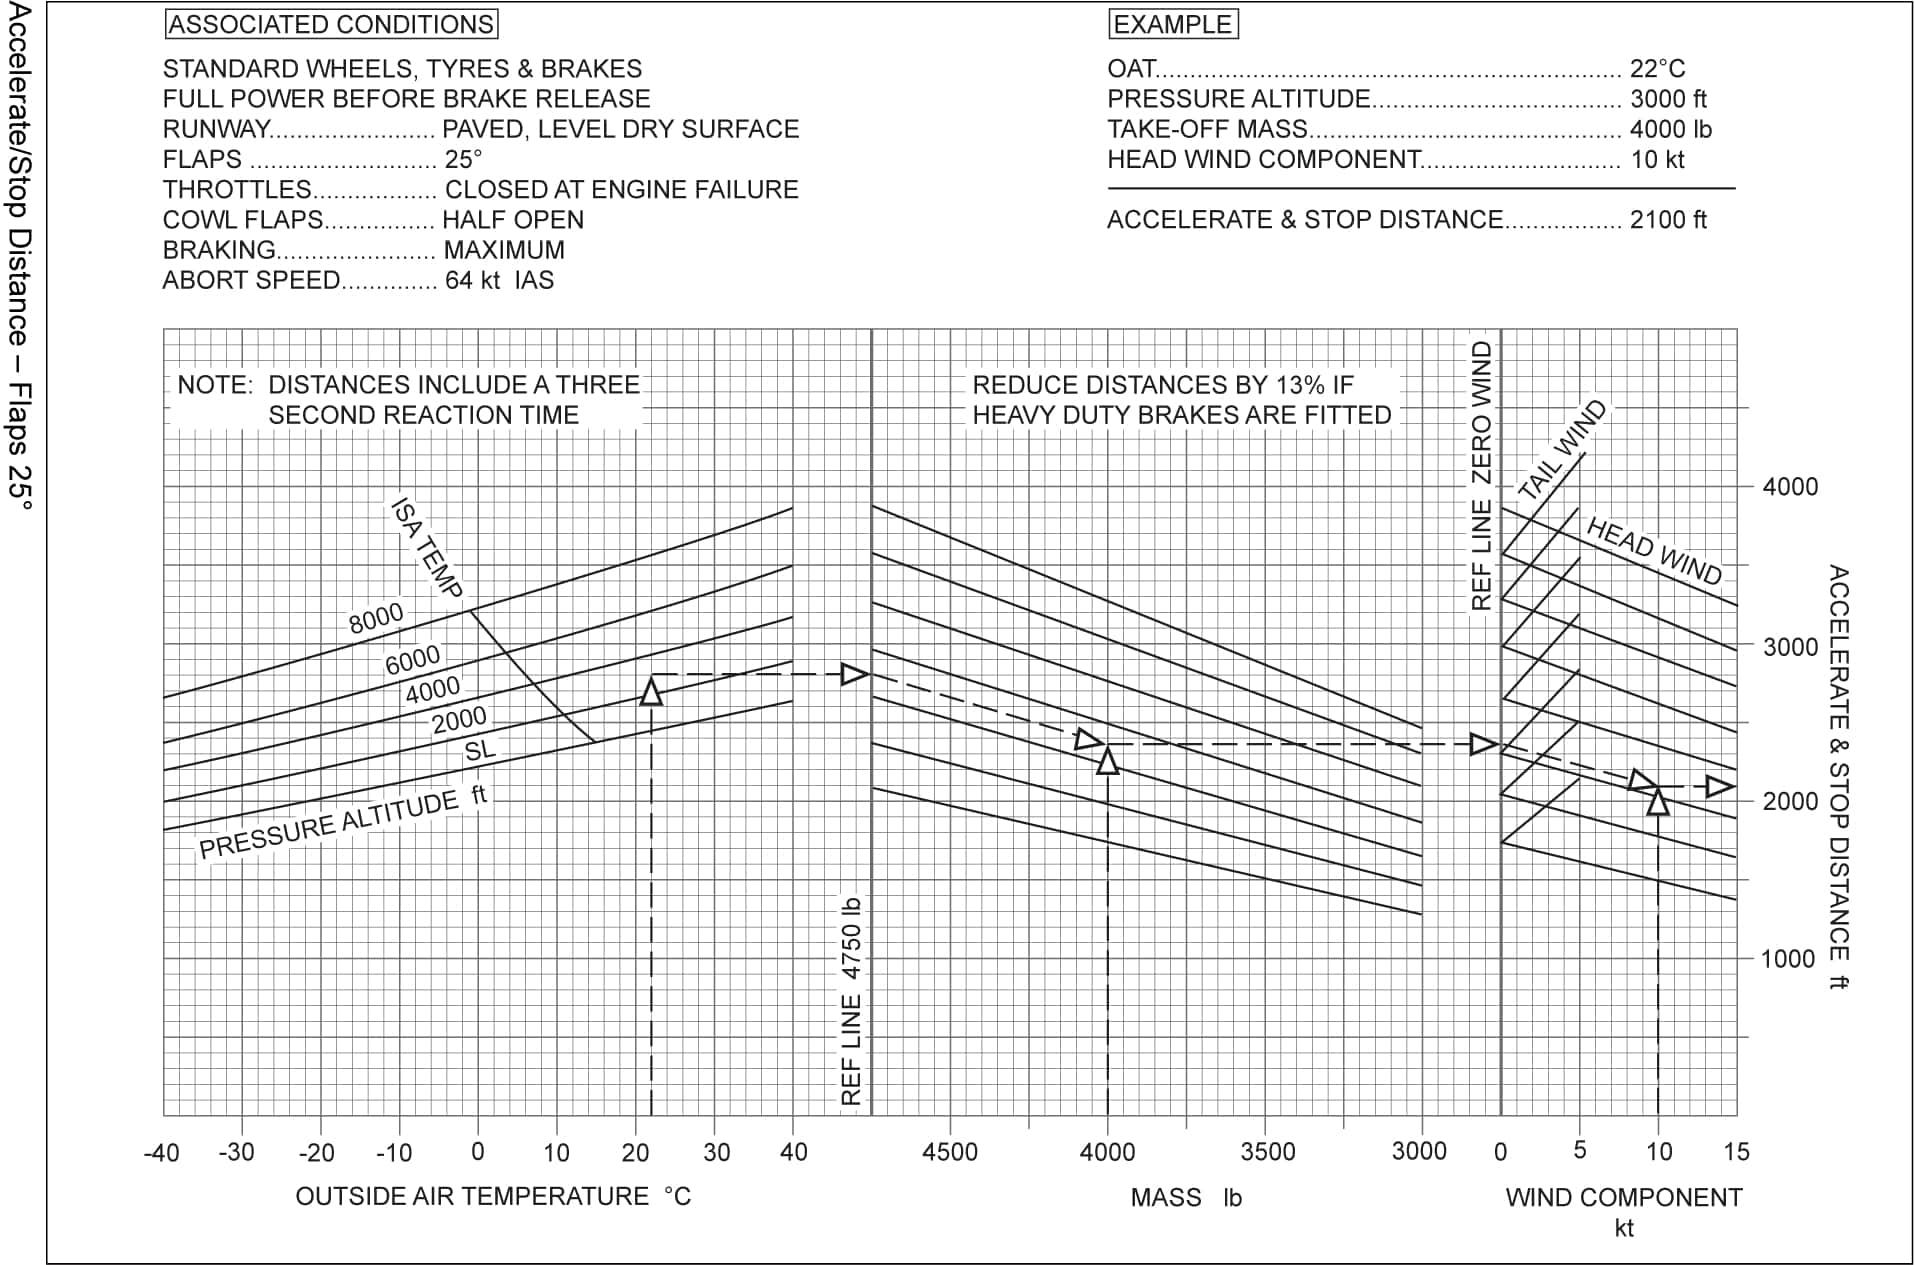 Accelerate/Stop Distance – Flaps 25°
ASSOCIATED CONDITIONS
STANDARD WHEELS, TYRES & BRAKES
FULL POWER BEFORE BRAKE RELEASE
RUNWAY........................ PAVED, LEVEL DRY SURFACE
FLAPS ........................... 25°
THROTTLES.................. CLOSED AT ENGINE FAILURE
COWL FLAPS................ HALF OPEN
BRAKING....................... MAXIMUM
ABORT SPEED.............. 64 kt IAS
EXAMPLE
OAT.................................................................... 22°C
PRESSURE ALTITUDE.................................... 3000 ft
TAKE-OFF MASS............................................. 4000 lb
HEAD WIND COMPONENT............................. 10 kt
ACCELERATE & STOP DISTANCE................. 2100 ft
NOTE: DISTANCES INCLUDE A THREE
SECOND REACTION TIME
REDUCE DISTANCES BY 13% IF
HEAVY DUTY BRAKES ARE FITTED
ISA TEMP
8000
6000
4000
2000
SL
PRESSURE ALTITUDE ft
REF LINE 4750 lb
REF LINE ZERO WIND
TAIL WIND
HEAD WIND
4000
3000
2000
1000
ACCELERATE & STOP DISTANCE ft
-40 -30 -20 -10 0 10 20 30 40 4500 4000 3500 3000 0 5 10 15
OUTSIDE AIR TEMPERATURE °C
MASS lb
WIND COMPONENT
kt